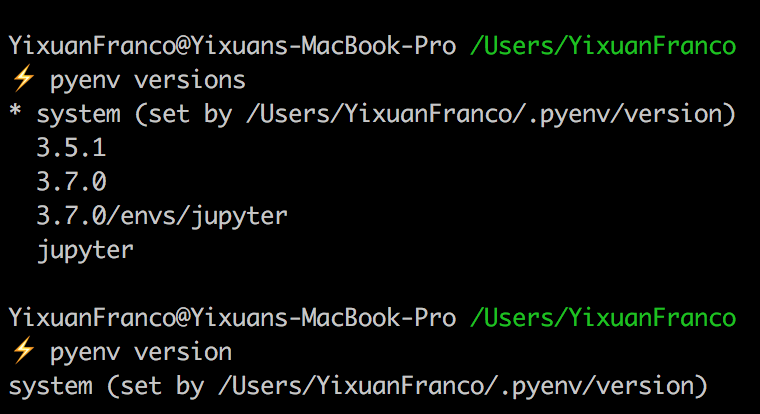 YixuanFranco@Yixuans-MacBook-Pro /Users/YixuanFranco
⚡ pyenv versions
* system (set by /Users/YixuanFranco/.pyenv/version)
  3.5.1
  3.7.0
  3.7.0/envs/jupyter
  jupyter
YixuanFranco@Yixuans-MacBook-Pro /Users/YixuanFranco
⚡ pyenv version
system (set by /Users/YixuanFranco/.pyenv/version)